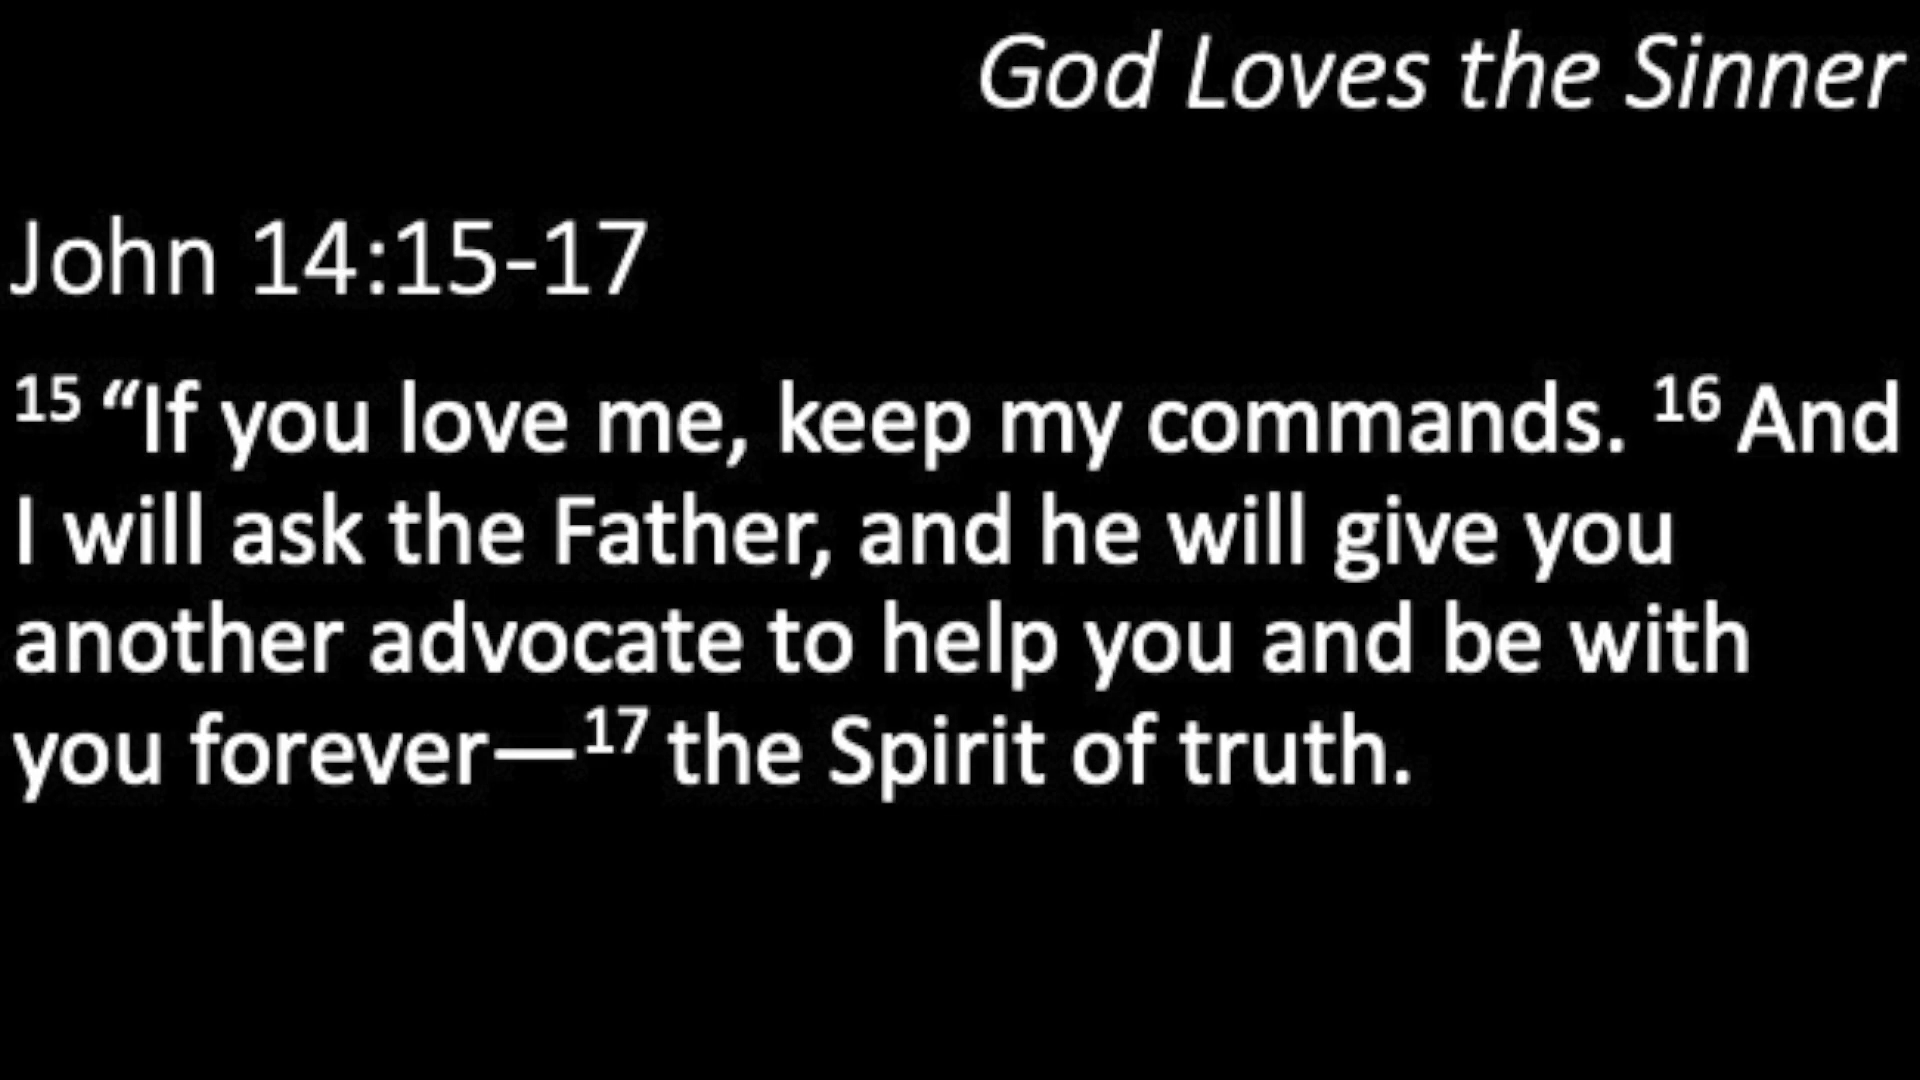 God Loves the Sinner
John 14:15-17
15 “If you love me, keep my commands. 16 And
I will ask the Father, and he will give you
another advocate to help you and be with
you forever—17 the Spirit of truth.